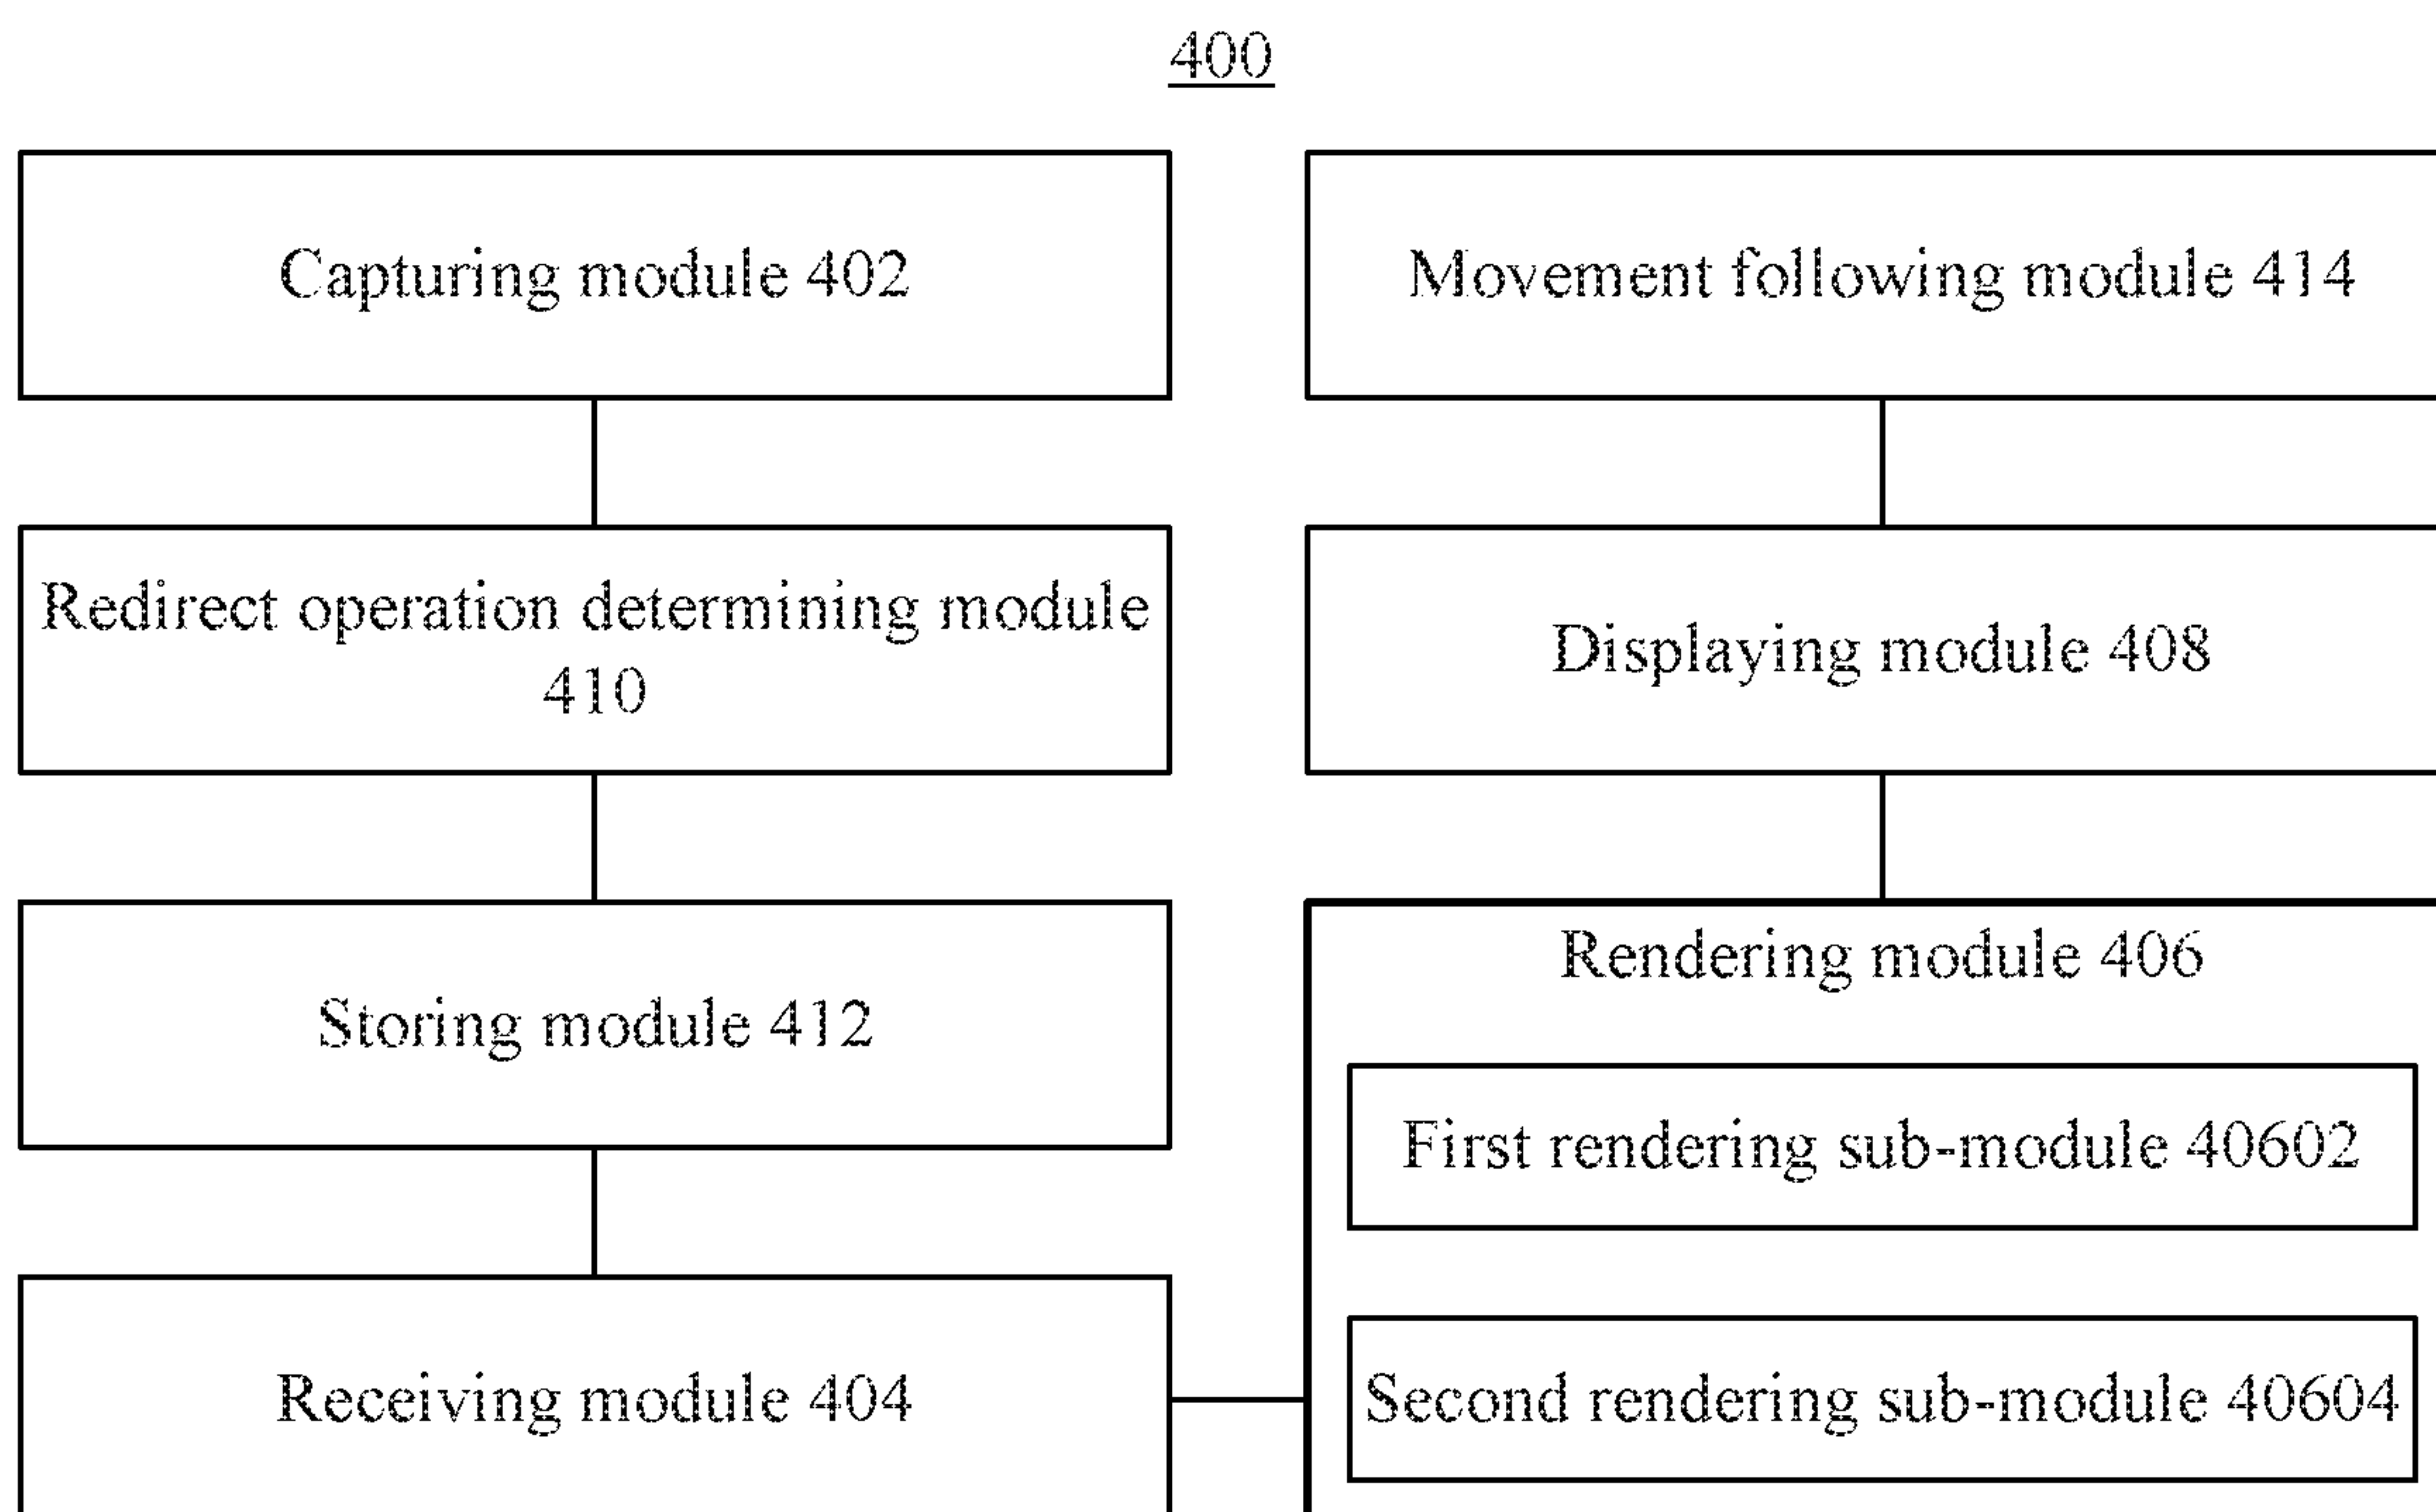 400
Capturing module 402
Redirect operation determining module
410
Storing module 412
Receiving module 404
Movement following module 414
Displaying module 408
Rendering module 406
First rendering sub-module 40602
Second rendering sub-module 40604